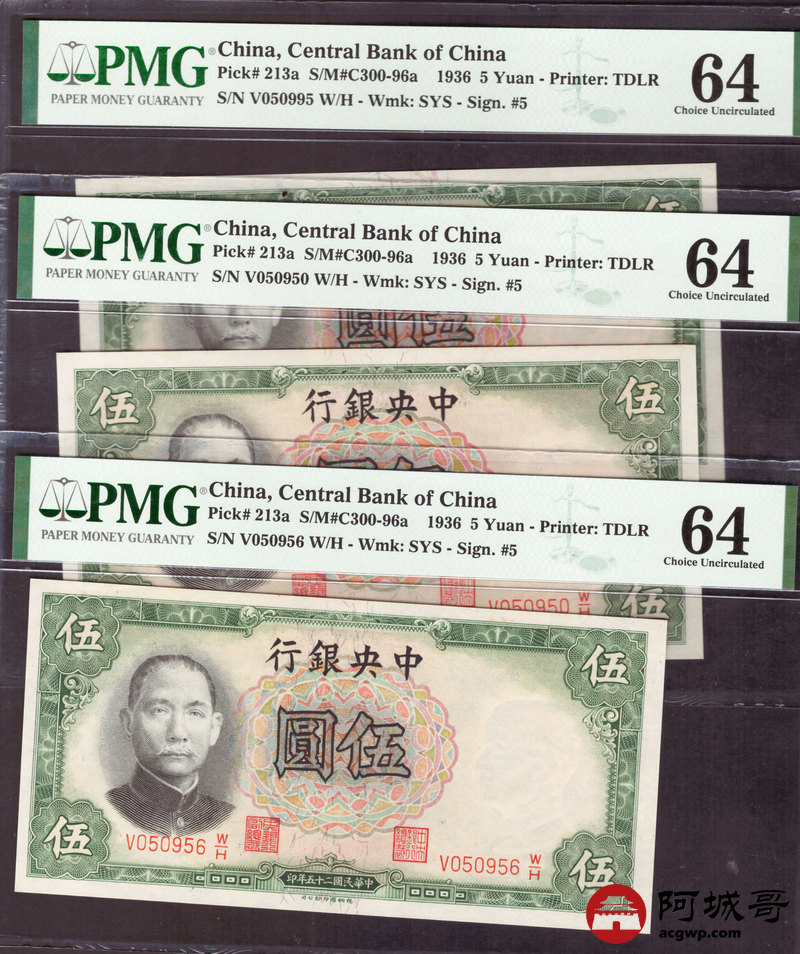 PMG®
PAPER MONEY GUARANTY
China, Central Bank of China
Pick# 213a S/M#C300-96a 1936 5 Yuan - Printer: TDLR
S/N V050995 W/H - Wmk: SYS - Sign. #5
64
Choice Uncirculated
伍
PMG®
PAPER MONEY GUARANTY
China, Central Bank of China
Pick# 213a S/M#C300-96a 1936 5 Yuan - Printer: TDLR
S/N V050950 W/H - Wmk: SYS - Sign. #5
64
Choice Uncirculated
圓伍
伍
行銀央中
伍
PMG®
PAPER MONEY GUARANTY
China, Central Bank of China
Pick# 213a S/M#C300-96a 1936 5 Yuan - Printer: TDLR
S/N V050956 W/H - Wmk: SYS - Sign. #5
64
Choice Uncirculated
V050950 W/H
伍
伍
行銀央中
伍
圓伍
伍
V050956 W/H
V050956 W/H
伍
印年五十二國民華中
阿城哥
acgwp.com